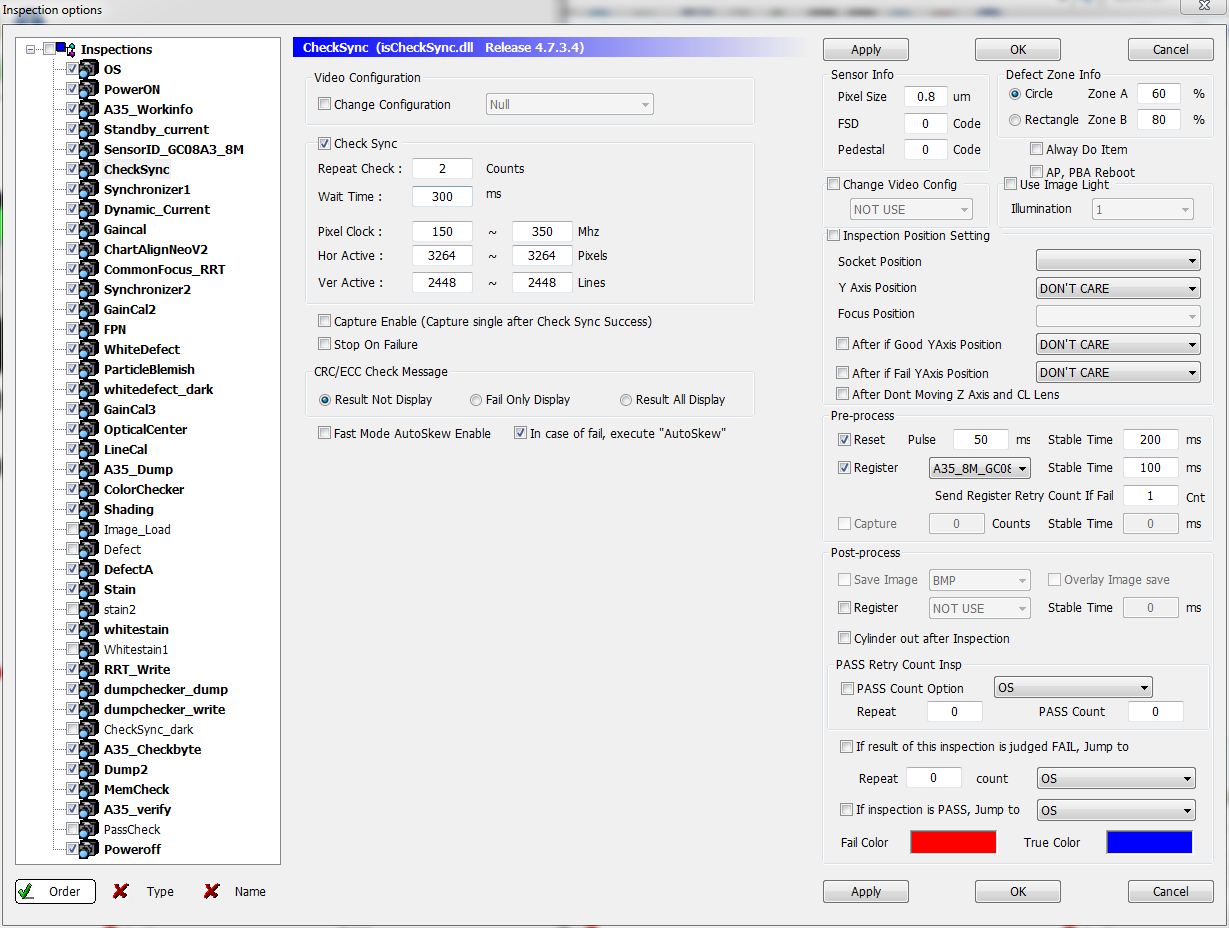 Inspection options
Inspections
OS
PowerON
A35_Workinfo
Standby_current
SensorID_GC08A3_8M
CheckSync
Synchronizer1
Dynamic_Current
Gaincal
ChartAlignNeoV2
CommonFocus_RRT
Synchronizer2
GainCal2
FPN
WhiteDefect
ParticleBlemish
whitedefect_dark
GainCal3
OpticalCenter
LineCal
A35_Dump
ColorChecker
Shading
Image_Load
Defect
DefectA
Stain
stain2
whitestain
Whitestain1
RRT_Write
dumpchecker_dump
dumpchecker_write
CheckSync_dark
A35_Checkbyte
Dump2
MemCheck
A35_verify
PassCheck
Poweroff
Order Type Name
CheckSync (isCheckSync.dll Release 4.7.3.4)
Video Configuration
Change Configuration Null
Check Sync
Repeat Check : 2 Counts
Wait Time : 300 ms
Pixel Clock : 150 ~ 350 Mhz
Hor Active : 3264 ~ 3264 Pixels
Ver Active : 2448 ~ 2448 Lines
Capture Enable (Capture single after Check Sync Success)
Stop On Failure
CRC/ECC Check Message
Result Not Display Fail Only Display Result All Display
Fast Mode AutoSkew Enable In case of fail, execute "AutoSkew"
Apply OK Cancel
Sensor Info
Pixel Size 0.8 um
FSD 0 Code
Pedestal 0 Code
Defect Zone Info
Circle Zone A 60 %
Rectangle Zone B 80 %
Alway Do Item
AP, PBA Reboot
Change Video Config
NOT USE
Use Image Light
Illumination 1
Inspection Position Setting
Socket Position
Y Axis Position DON'T CARE
Focus Position
After if Good YAxis Position DON'T CARE
After if Fail YAxis Position DON'T CARE
After Dont Moving Z Axis and CL Lens
Pre-process
Reset Pulse 50 ms Stable Time 200 ms
Register A35_8M_GC08 Stable Time 100 ms
Send Register Retry Count If Fail 1 Cnt
Capture 0 Counts Stable Time 0 ms
Post-process
Save Image BMP Overlay Image save
Register NOT USE Stable Time 0 ms
Cylinder out after Inspection
PASS Retry Count Insp
PASS Count Option OS
Repeat 0 PASS Count 0
If result of this inspection is judged FAIL, Jump to
Repeat 0 count OS
If inspection is PASS, Jump to OS
Fail Color True Color
Apply OK Cancel